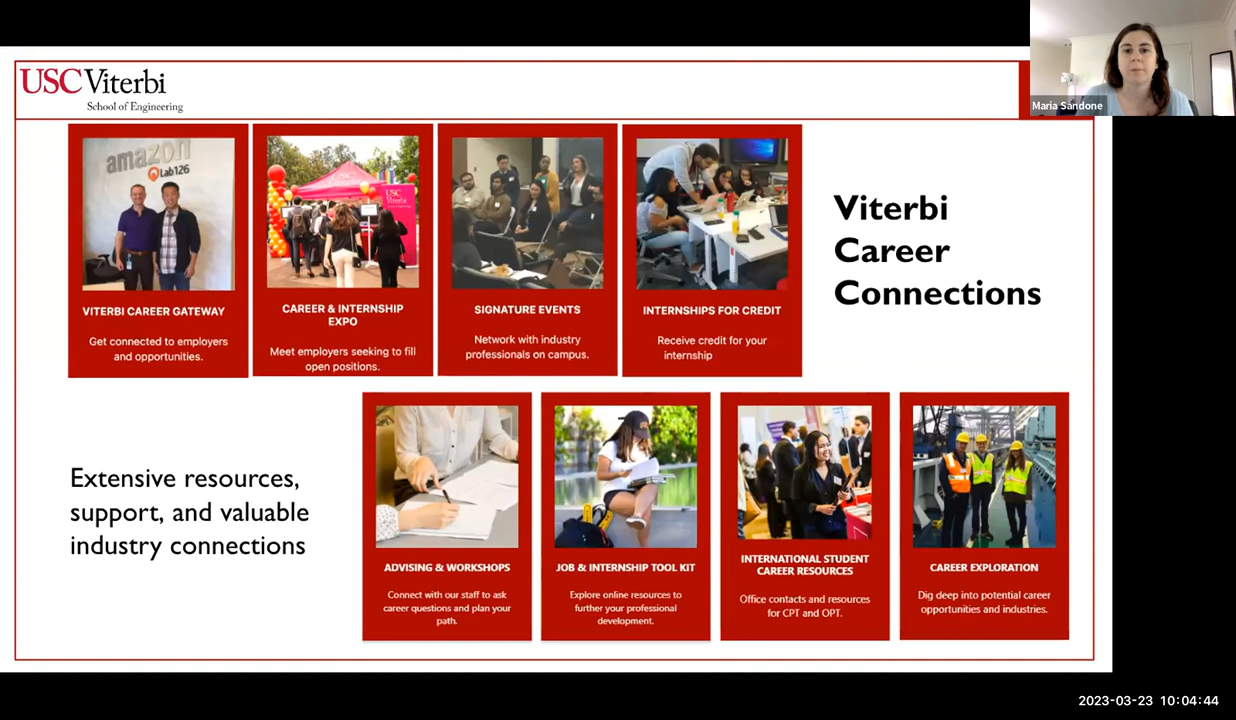 USC Viterbi
School of Engineering
Maria Sandone
amazon
Lab126
USC
Viterbi
VITERBI CAREER GATEWAY
Get connected to employers
and opportunities.
CAREER & INTERNSHIP
EXPO
Meet employers seeking to fill
open positions.
SIGNATURE EVENTS
Network with industry
professionals on campus.
INTERNSHIPS FOR CREDIT
Receive credit for your
internship
Viterbi
Career
Connections
Extensive resources,
support, and valuable
industry connections
ADVISING & WORKSHOPS
Connect with our staff to ask
career questions and plan your
path.
JOB & INTERNSHIP TOOL KIT
Explore online resources to
further your professional
development.
INTERNATIONAL STUDENT
CAREER RESOURCES
Office contacts and resources
for CPT and OPT.
CAREER EXPLORATION
Dig deep into potential career
opportunities and industries.
2023-03-23 10:04:44